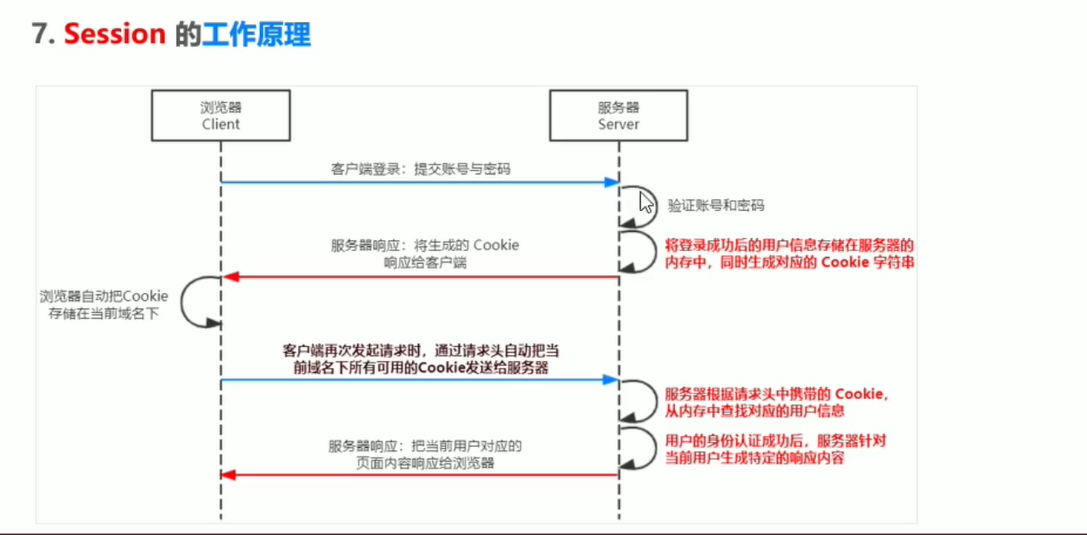 7. Session 的工作原理
浏览器
Client
服务器
Server
客户端登录：提交账号与密码
验证账号和密码
服务器响应：将生成的 Cookie
响应给客户端
将登录成功后的用户信息存储在服务器的
内存中，同时生成对应的 Cookie 字符串
浏览器自动把Cookie
存储在当前域名下
客户端再次发起请求时，通过请求头自动把当
前域名下所有可用的Cookie发送给服务器
服务器根据请求头中携带的 Cookie，
从内存中查找对应的用户信息
服务器响应：把当前用户对应的
页面内容响应给浏览器
用户的身份认证成功后，服务器针对
当前用户生成特定的响应内容